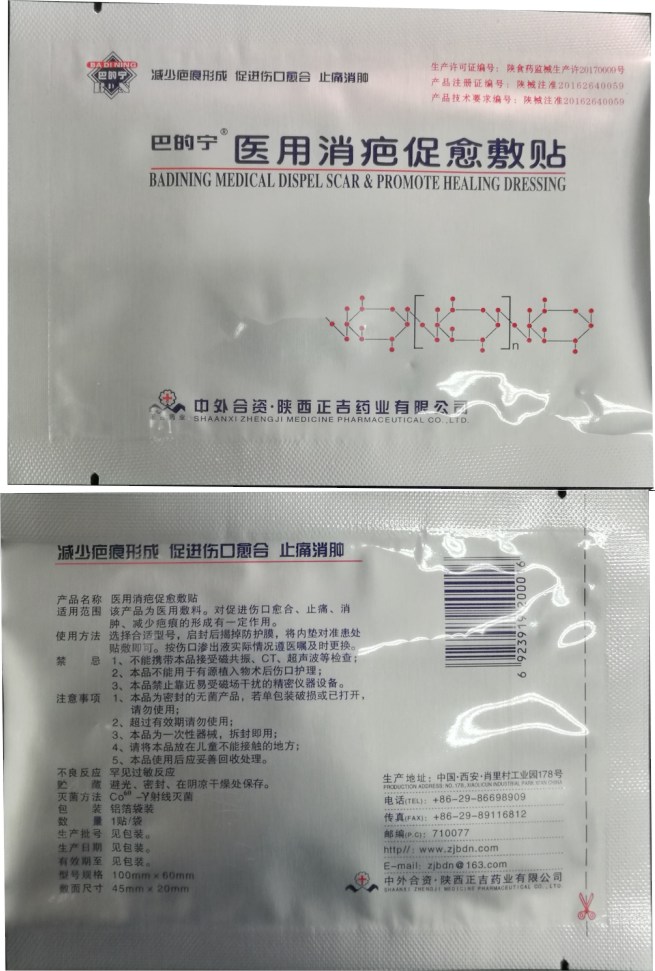 BADINING
巴的宁
减少疤痕形成 促进伤口愈合 止痛消肿
生产许可证编号：陕食药监械生产许20170600号
产品注册证编号：陕械注准20162640059
产品技术要求编号：陕械注准20162640059
巴的宁® 医用消疤促愈敷贴
BADINING MEDICAL DISPEL SCAR & PROMOTE HEALING DRESSING
n
中外合资·陕西正吉药业有限公司
SHAANXI ZHENGJI MEDICINE PHARMACEUTICAL CO.,LTD.
减少疤痕形成 促进伤口愈合 止痛消肿
产品名称 医用消疤促愈敷贴
适用范围 该产品为医用敷料。对促进伤口愈合、止痛、消
肿、减少疤痕的形成有一定作用。
使用方法 选择合适型号，启封后揭掉防护膜，将内垫对准患处
贴敷即可。按伤口渗出液实际情况遵医嘱及时更换。
禁 忌 1、不能携带本品接受磁共振、CT、超声波等检查；
2、本品不能用于有源植入物术后伤口护理；
3、本品禁止靠近易受磁场干扰的精密仪器设备。
注意事项 1、本品为密封的无菌产品，若单包装破损或已打开，
请勿使用；
2、超过有效期请勿使用；
3、本品为一次性器械，拆封即用；
4、请将本品放在儿童不能接触的地方；
5、本品使用后应妥善回收处理。
不良反应 罕见过敏反应
贮 藏 避光、密封、在阴凉干燥处保存。
灭菌方法 Co⁶⁰-γ射线灭菌
包 装 铝箔袋装
数 量 1贴/袋
生产批号 见包装。
生产日期 见包装。
有效期至 见包装。
型号规格 100mm×60mm
敷面尺寸 45mm×20mm
6 923915 20006
生产地址：中国·西安·肖里村工业园178号
PRODUCTION ADDRESS: NO.178, XIAOLICUN INDUSTRIAL PARK, XI'AN CHINA
电话(TEL)：+86-29-86698909
传真(FAX)：+86-29-89116812
邮编(P.C)：710077
http//：www.zjbdn.com
E-mail：zjbdn@163.com
中外合资·陕西正吉药业有限公司
SHAANXI ZHENGJI MEDICINE PHARMACEUTICAL CO.,LTD.